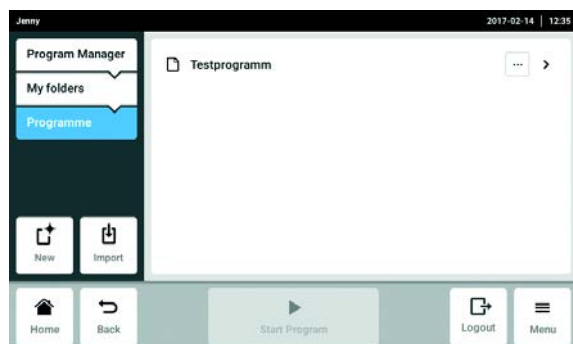 Jenny
2017-02-14 | 12:35
Program Manager
My folders
Programme
Testprogramm
...
New
Import
Home
Back
Start Program
Logout
Menu